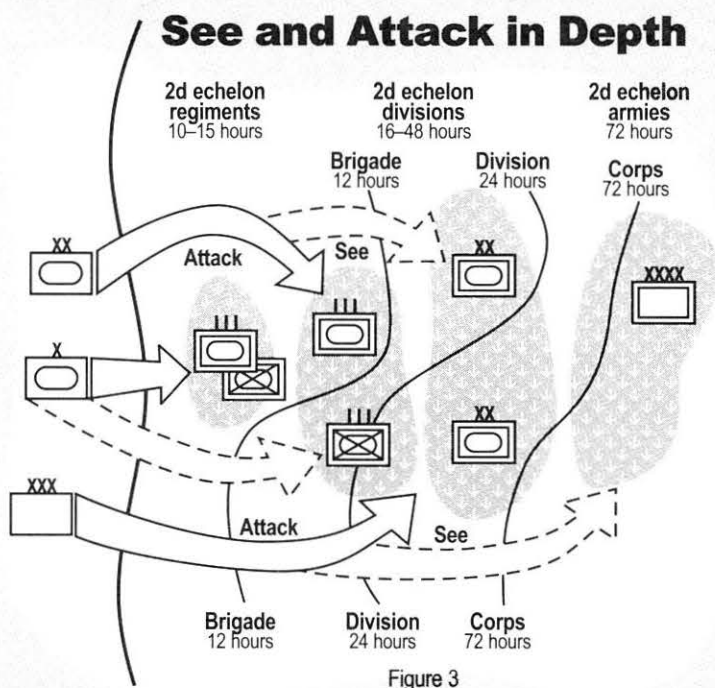 See and Attack in Depth
2d echelon
regiments
10–15 hours
2d echelon
divisions
16–48 hours
2d echelon
armies
72 hours
Brigade
12 hours
Division
24 hours
Corps
72 hours
XX
Attack
See
XX
XXXX
III
III
X
XX
III
XXX
Attack
See
Brigade
12 hours
Division
24 hours
Corps
72 hours
Figure 3